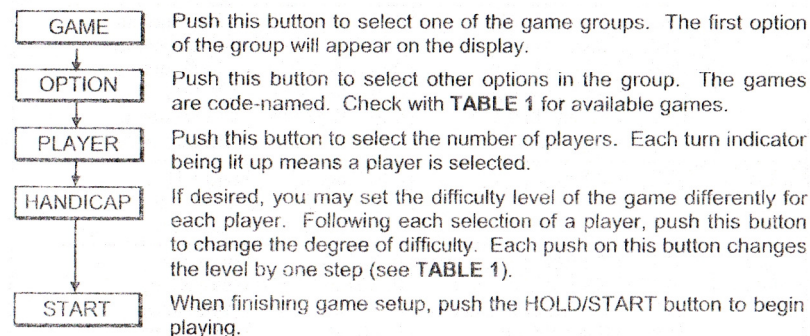 GAME
Push this button to select one of the game groups. The first option
of the group will appear on the display.
OPTION
Push this button to select other options in the group. The games
are code-named. Check with TABLE 1 for available games.
PLAYER
Push this button to select the number of players. Each turn indicator
being lit up means a player is selected.
HANDICAP
If desired, you may set the difficulty level of the game differently for
each player. Following each selection of a player, push this button
to change the degree of difficulty. Each push on this button changes
the level by one step (see TABLE 1).
START
When finishing game setup, push the HOLD/START button to begin
playing.